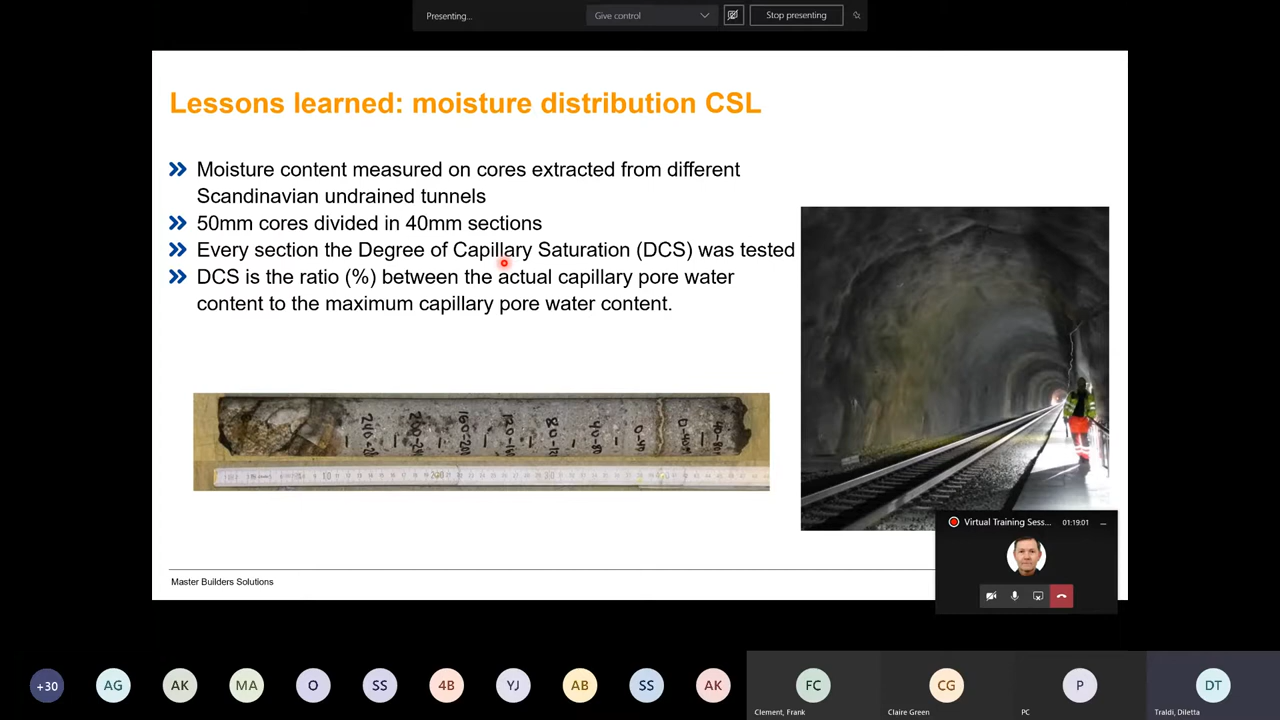 Presenting...
Give control
Stop presenting
Lessons learned: moisture distribution CSL
Moisture content measured on cores extracted from different
Scandinavian undrained tunnels
50mm cores divided in 40mm sections
Every section the Degree of Capillary Saturation (DCS) was tested
DCS is the ratio (%) between the actual capillary pore water
content to the maximum capillary pore water content.
Virtual Training Sess... 01:19:01
Master Builders Solutions
+30 AG AK MA O SS 4B YJ AB SS AK FC CG P DT
Clement, Frank Claire Green PC Traldi, Diletta